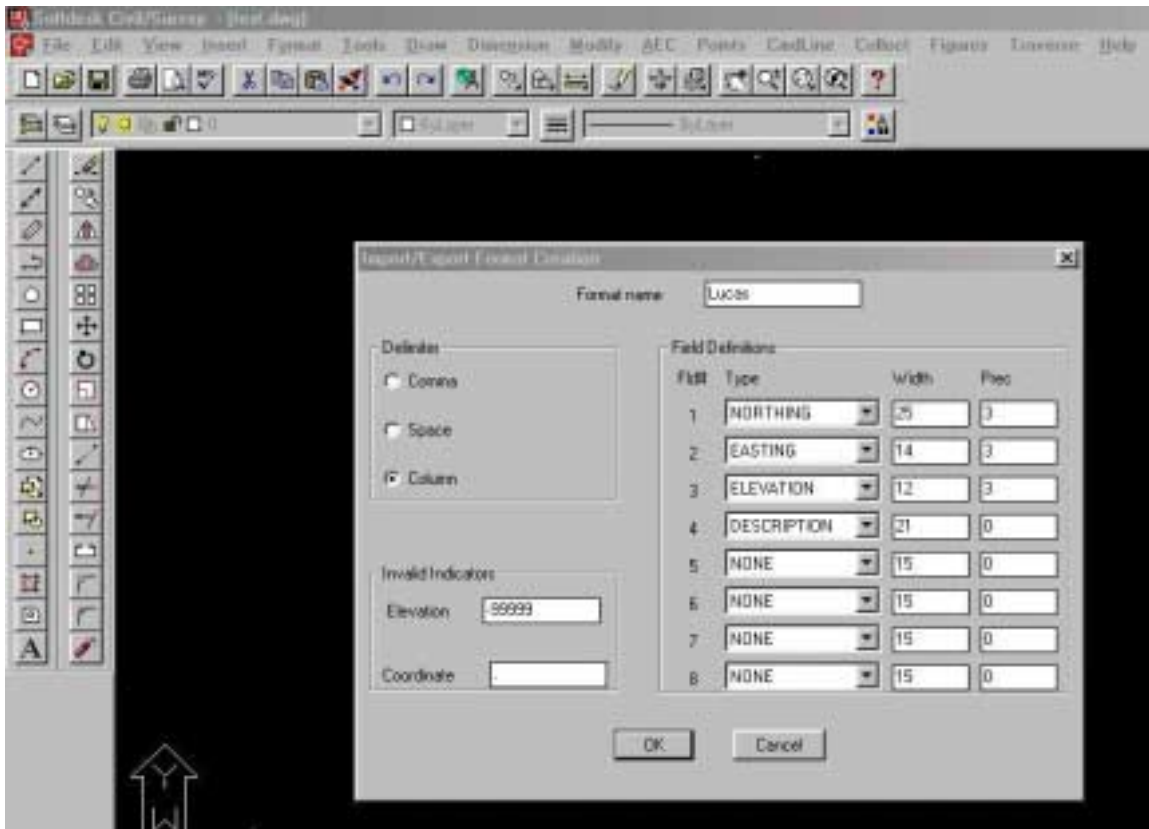 Softdesk Civil/Survey - [test.dwg]
File Edit View Insert Format Tools Draw Dimension Modify AEC Points Collect Figures Traverse Help
0 ByLayer ByLayer
Import/Export Format Creation
Format name Lucas
Delimiter
Comma
Space
Column
Invalid Indicators
Elevation -99999
Coordinate .
Field Definitions
Fld# Type Width Prec
1 NORTHING 25 3
2 EASTING 14 3
3 ELEVATION 12 3
4 DESCRIPTION 21 0
5 NONE 15 0
6 NONE 15 0
7 NONE 15 0
8 NONE 15 0
OK Cancel
A
Y
W